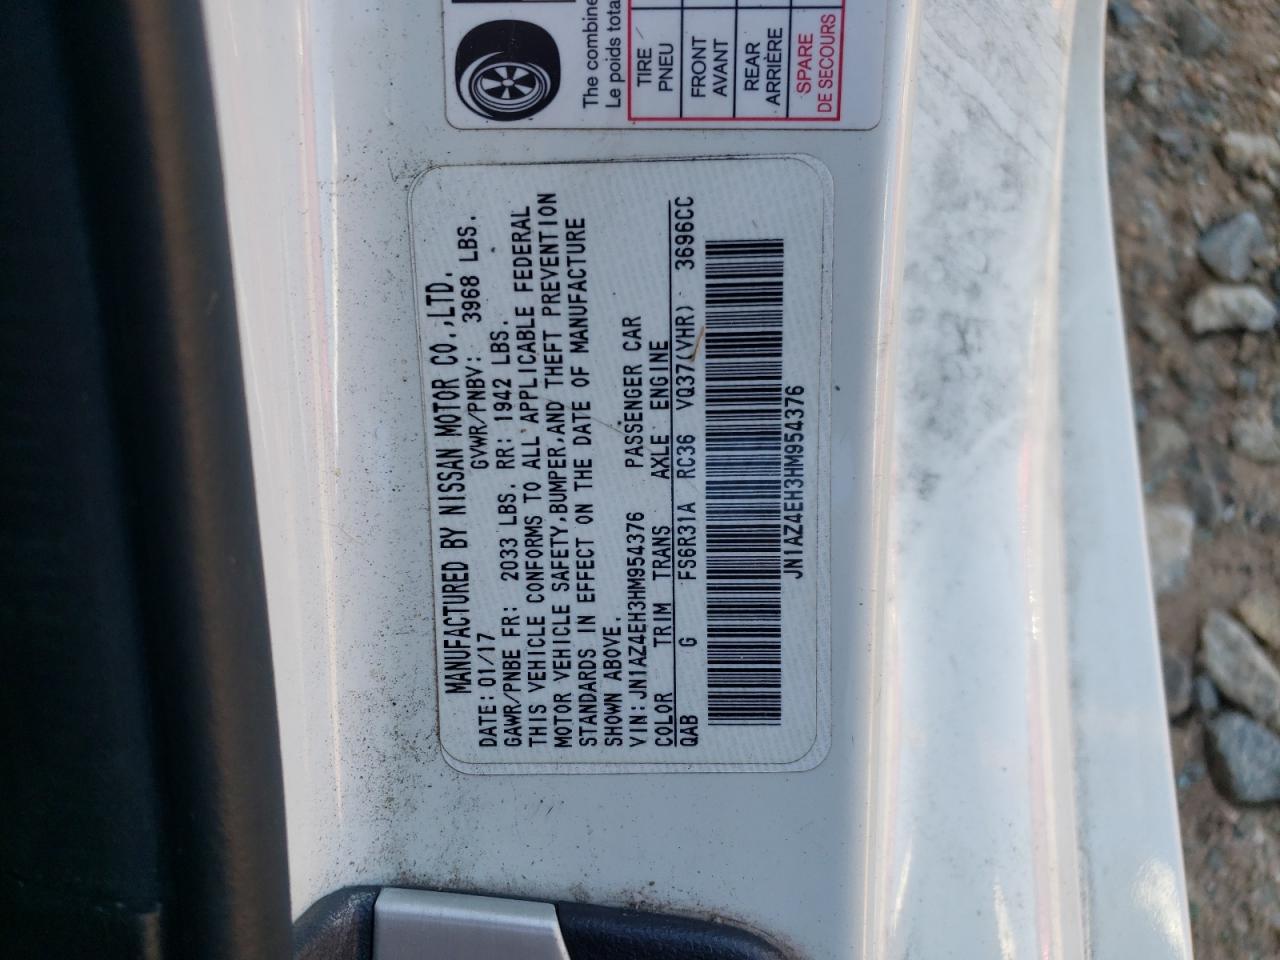 The combine
Le poids tota
TIRE
PNEU
FRONT
AVANT
REAR
ARRIÈRE
SPARE
DE SECOURS
MANUFACTURED BY NISSAN MOTOR CO.,LTD.
DATE:01/17 GVWR/PNBV: 3968 LBS.
GAWR/PNBE FR: 2033 LBS. RR: 1942 LBS.
THIS VEHICLE CONFORMS TO ALL APPLICABLE FEDERAL
MOTOR VEHICLE SAFETY,BUMPER,AND THEFT PREVENTION
STANDARDS IN EFFECT ON THE DATE OF MANUFACTURE
SHOWN ABOVE.
VIN:JN1AZ4EH3HM954376 PASSENGER CAR
COLOR TRIM TRANS AXLE ENGINE
QAB G FS6R31A RC36 VQ37(VHR) 3696CC
JN1AZ4EH3HM954376